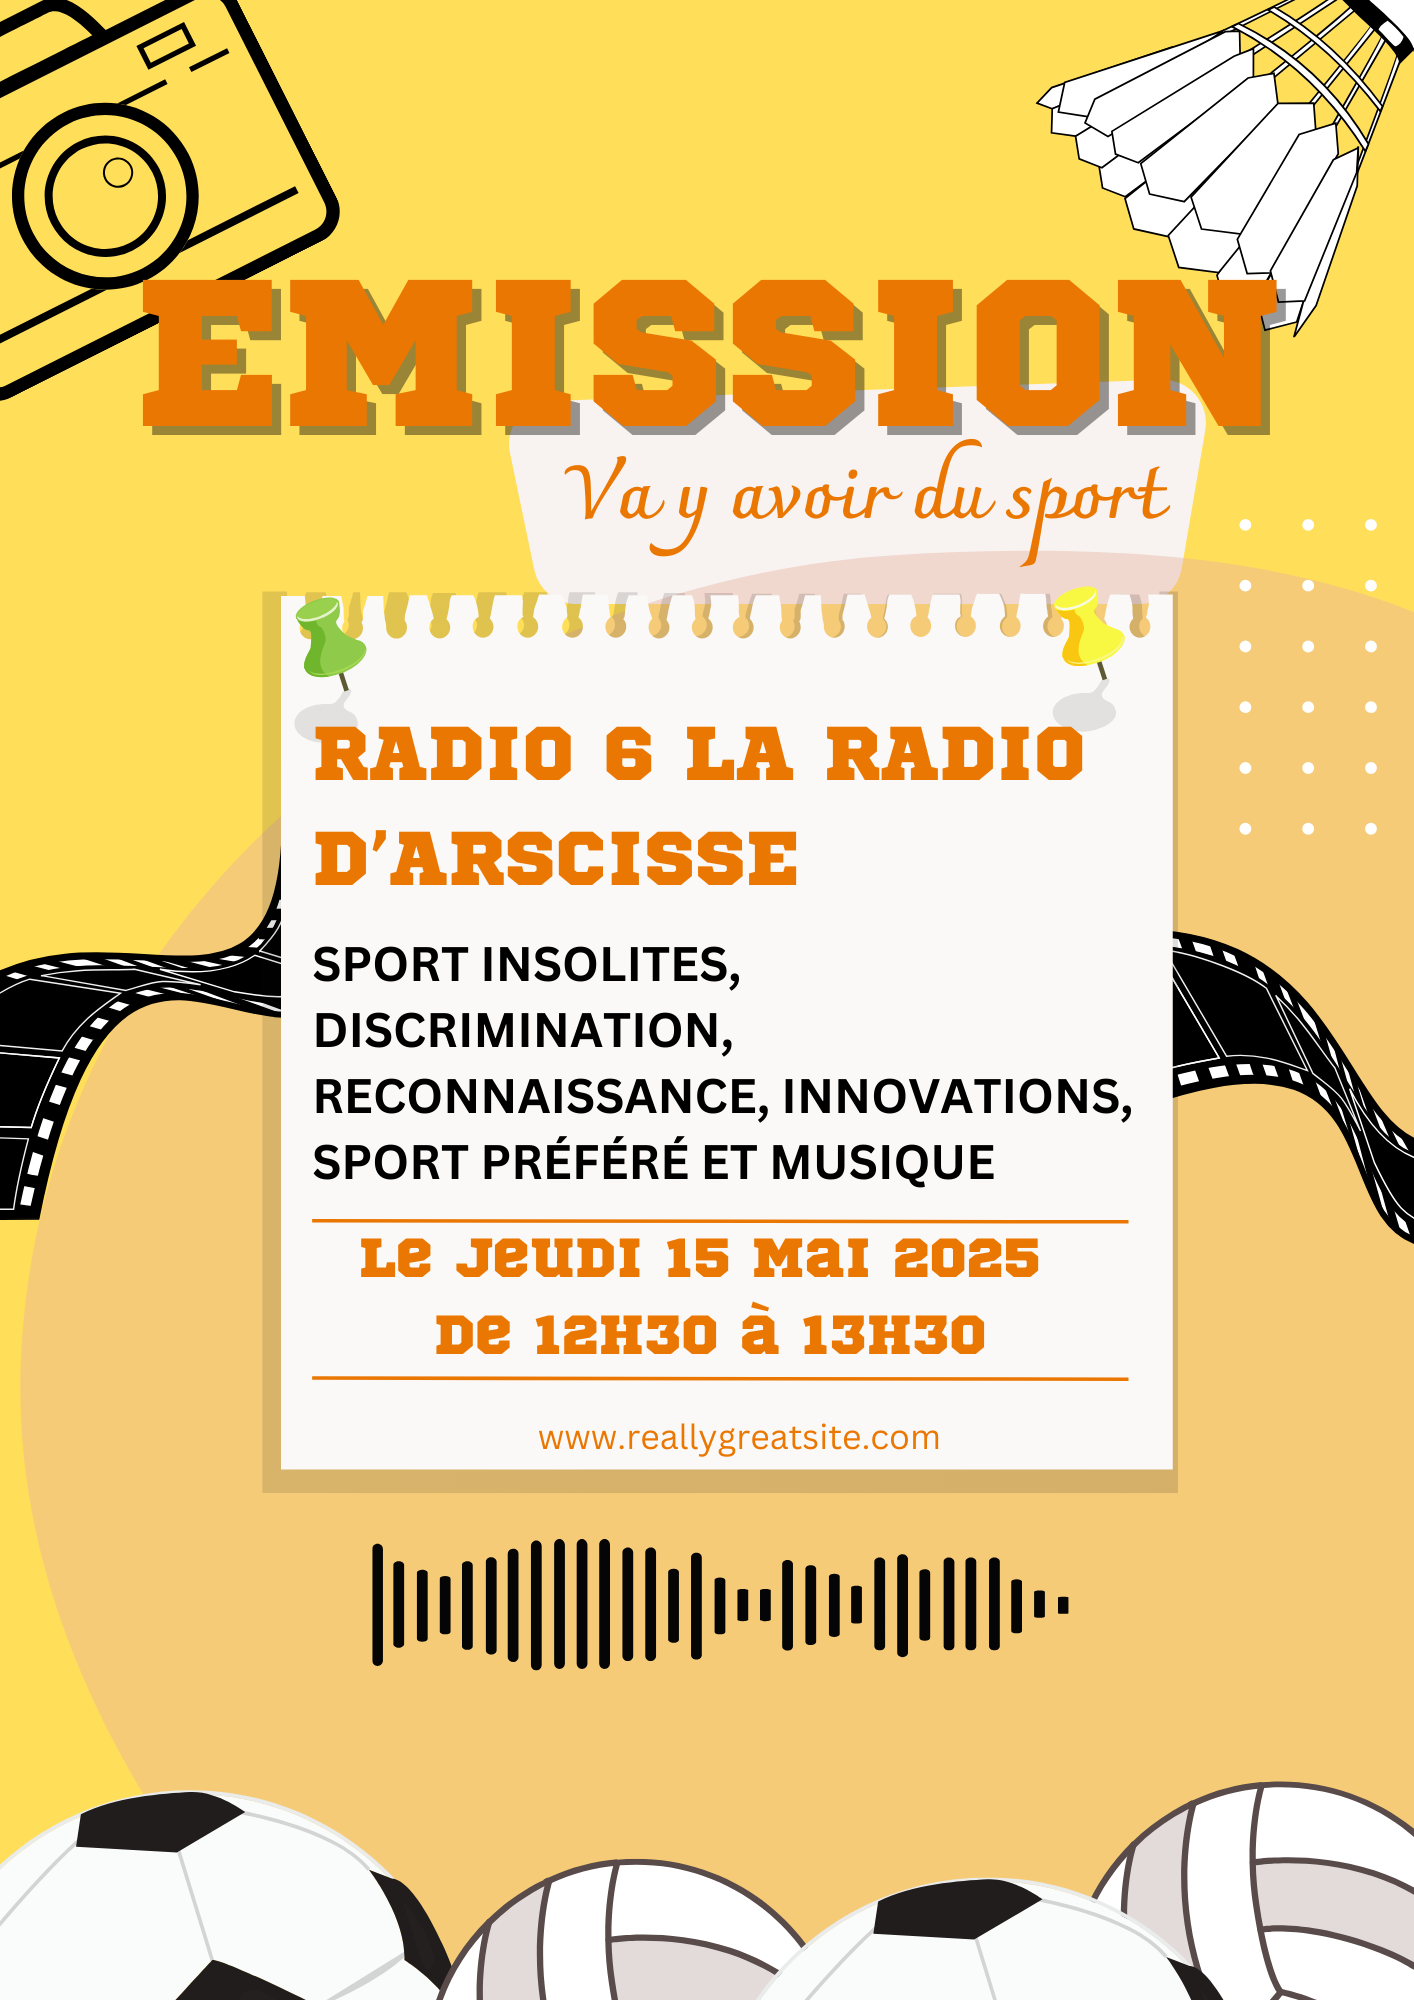 EMISSION
Va y avoir du sport
RADIO 6 LA RADIO
D'ARSCISSE
SPORT INSOLITES,
DISCRIMINATION,
RECONNAISSANCE, INNOVATIONS,
SPORT PRÉFÉRÉ ET MUSIQUE
Le Jeudi 15 Mai 2025
de 12H30 à 13H30
www.reallygreatsite.com